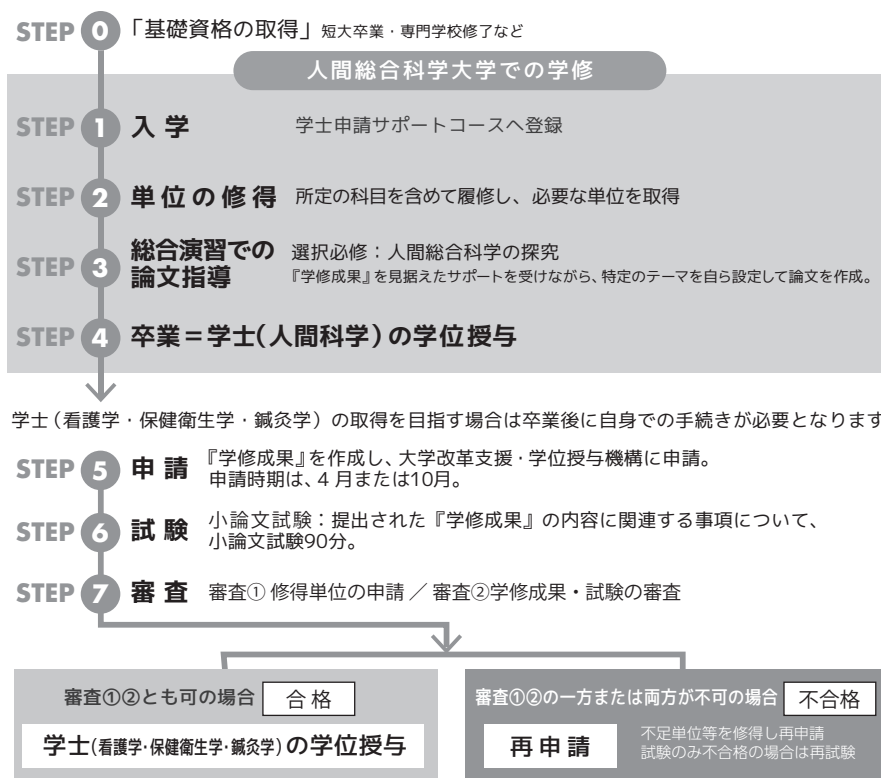 STEP 0 「基礎資格の取得」 短大卒業・専門学校修了など
人間総合科学大学での学修
STEP 1 入学 学士申請サポートコースへ登録
STEP 2 単位の修得 所定の科目を含めて履修し、必要な単位を取得
STEP 3 総合演習での論文指導
選択必修：人間総合科学の探究
『学修成果』を見据えたサポートを受けながら、特定のテーマを自ら設定して論文を作成。
STEP 4 卒業＝学士（人間科学）の学位授与
学士（看護学・保健衛生学・鍼灸学）の取得を目指す場合は卒業後に自身での手続きが必要となります
STEP 5 申請 『学修成果』を作成し、大学改革支援・学位授与機構に申請。
申請時期は、4月または10月。
STEP 6 試験 小論文試験：提出された『学修成果』の内容に関連する事項について、
小論文試験90分。
STEP 7 審査 審査① 修得単位の申請 ／ 審査②学修成果・試験の審査
審査①②とも可の場合 合格
学士(看護学・保健衛生学・鍼灸学)の学位授与
審査①②の一方または両方が不可の場合 不合格
再申請
不足単位等を修得し再申請
試験のみ不合格の場合は再試験